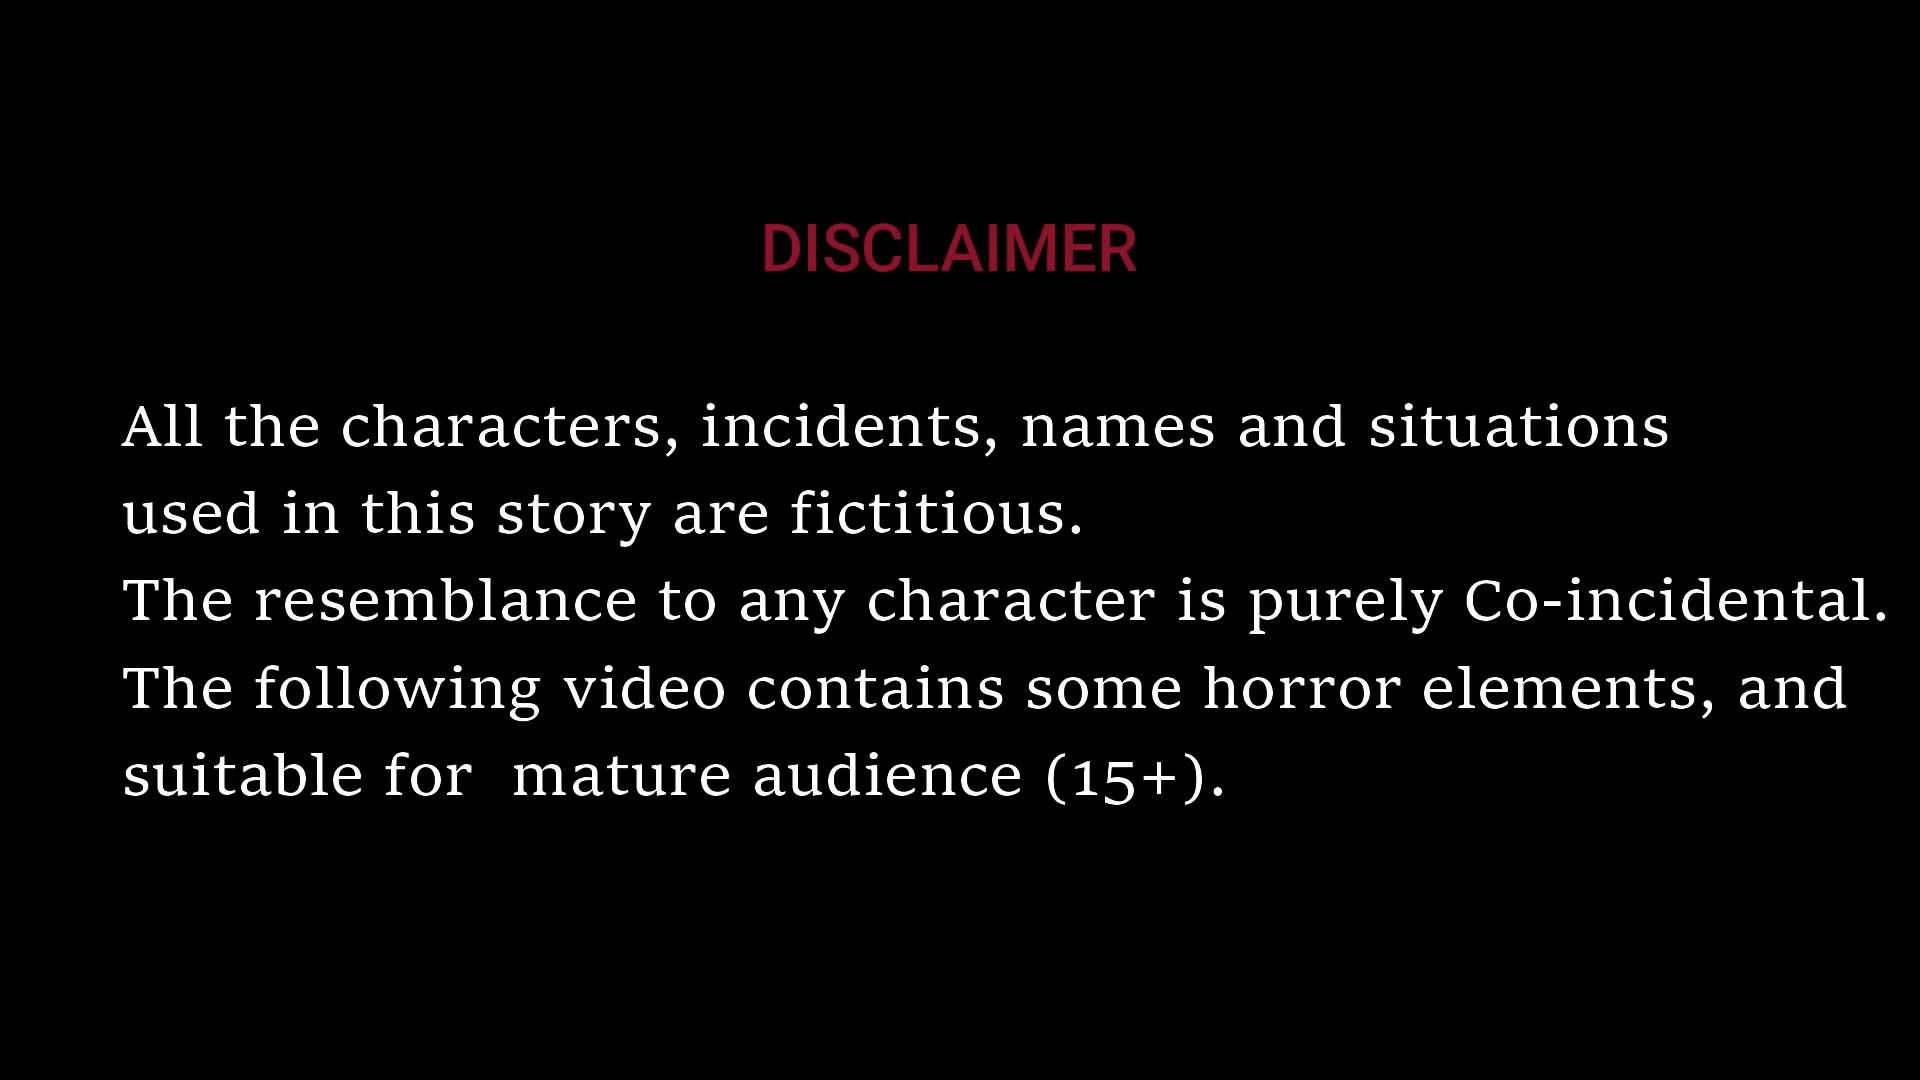 DISCLAIMER
All the characters, incidents, names and situations
used in this story are fictitious.
The resemblance to any character is purely Co-incidental.
The following video contains some horror elements, and
suitable for  mature audience (15+).